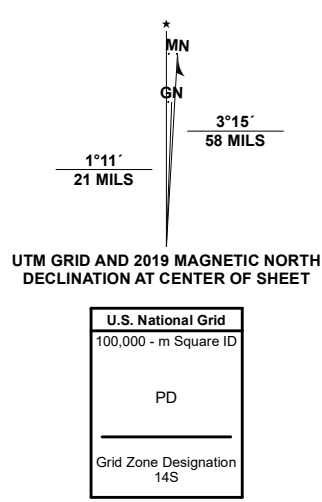 ★
MN
GN
3°15´
58 MILS
1°11´
21 MILS
UTM GRID AND 2019 MAGNETIC NORTH
DECLINATION AT CENTER OF SHEET
U.S. National Grid
100,000 - m Square ID
PD
Grid Zone Designation
14S